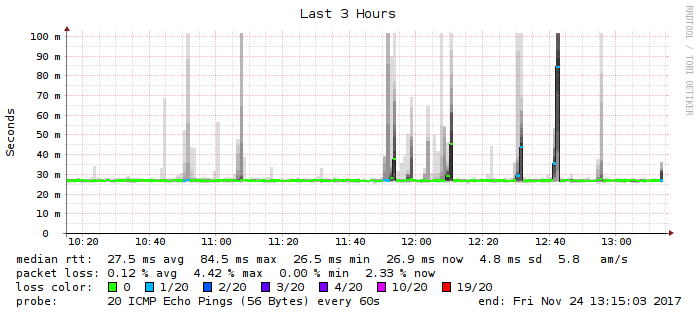 Last 3 Hours
RRDTOOL / TOBI OETIKER
Seconds
100 m
90 m
80 m
70 m
60 m
50 m
40 m
30 m
20 m
10 m
0
10:20 10:40 11:00 11:20 11:40 12:00 12:20 12:40 13:00
median rtt: 27.5 ms avg 84.5 ms max 26.5 ms min 26.9 ms now 4.8 ms sd 5.8 am/s
packet loss: 0.12 % avg 4.42 % max 0.00 % min 2.33 % now
loss color: 0 1/20 2/20 3/20 4/20 10/20 19/20
probe: 20 ICMP Echo Pings (56 Bytes) every 60s end: Fri Nov 24 13:15:03 2017